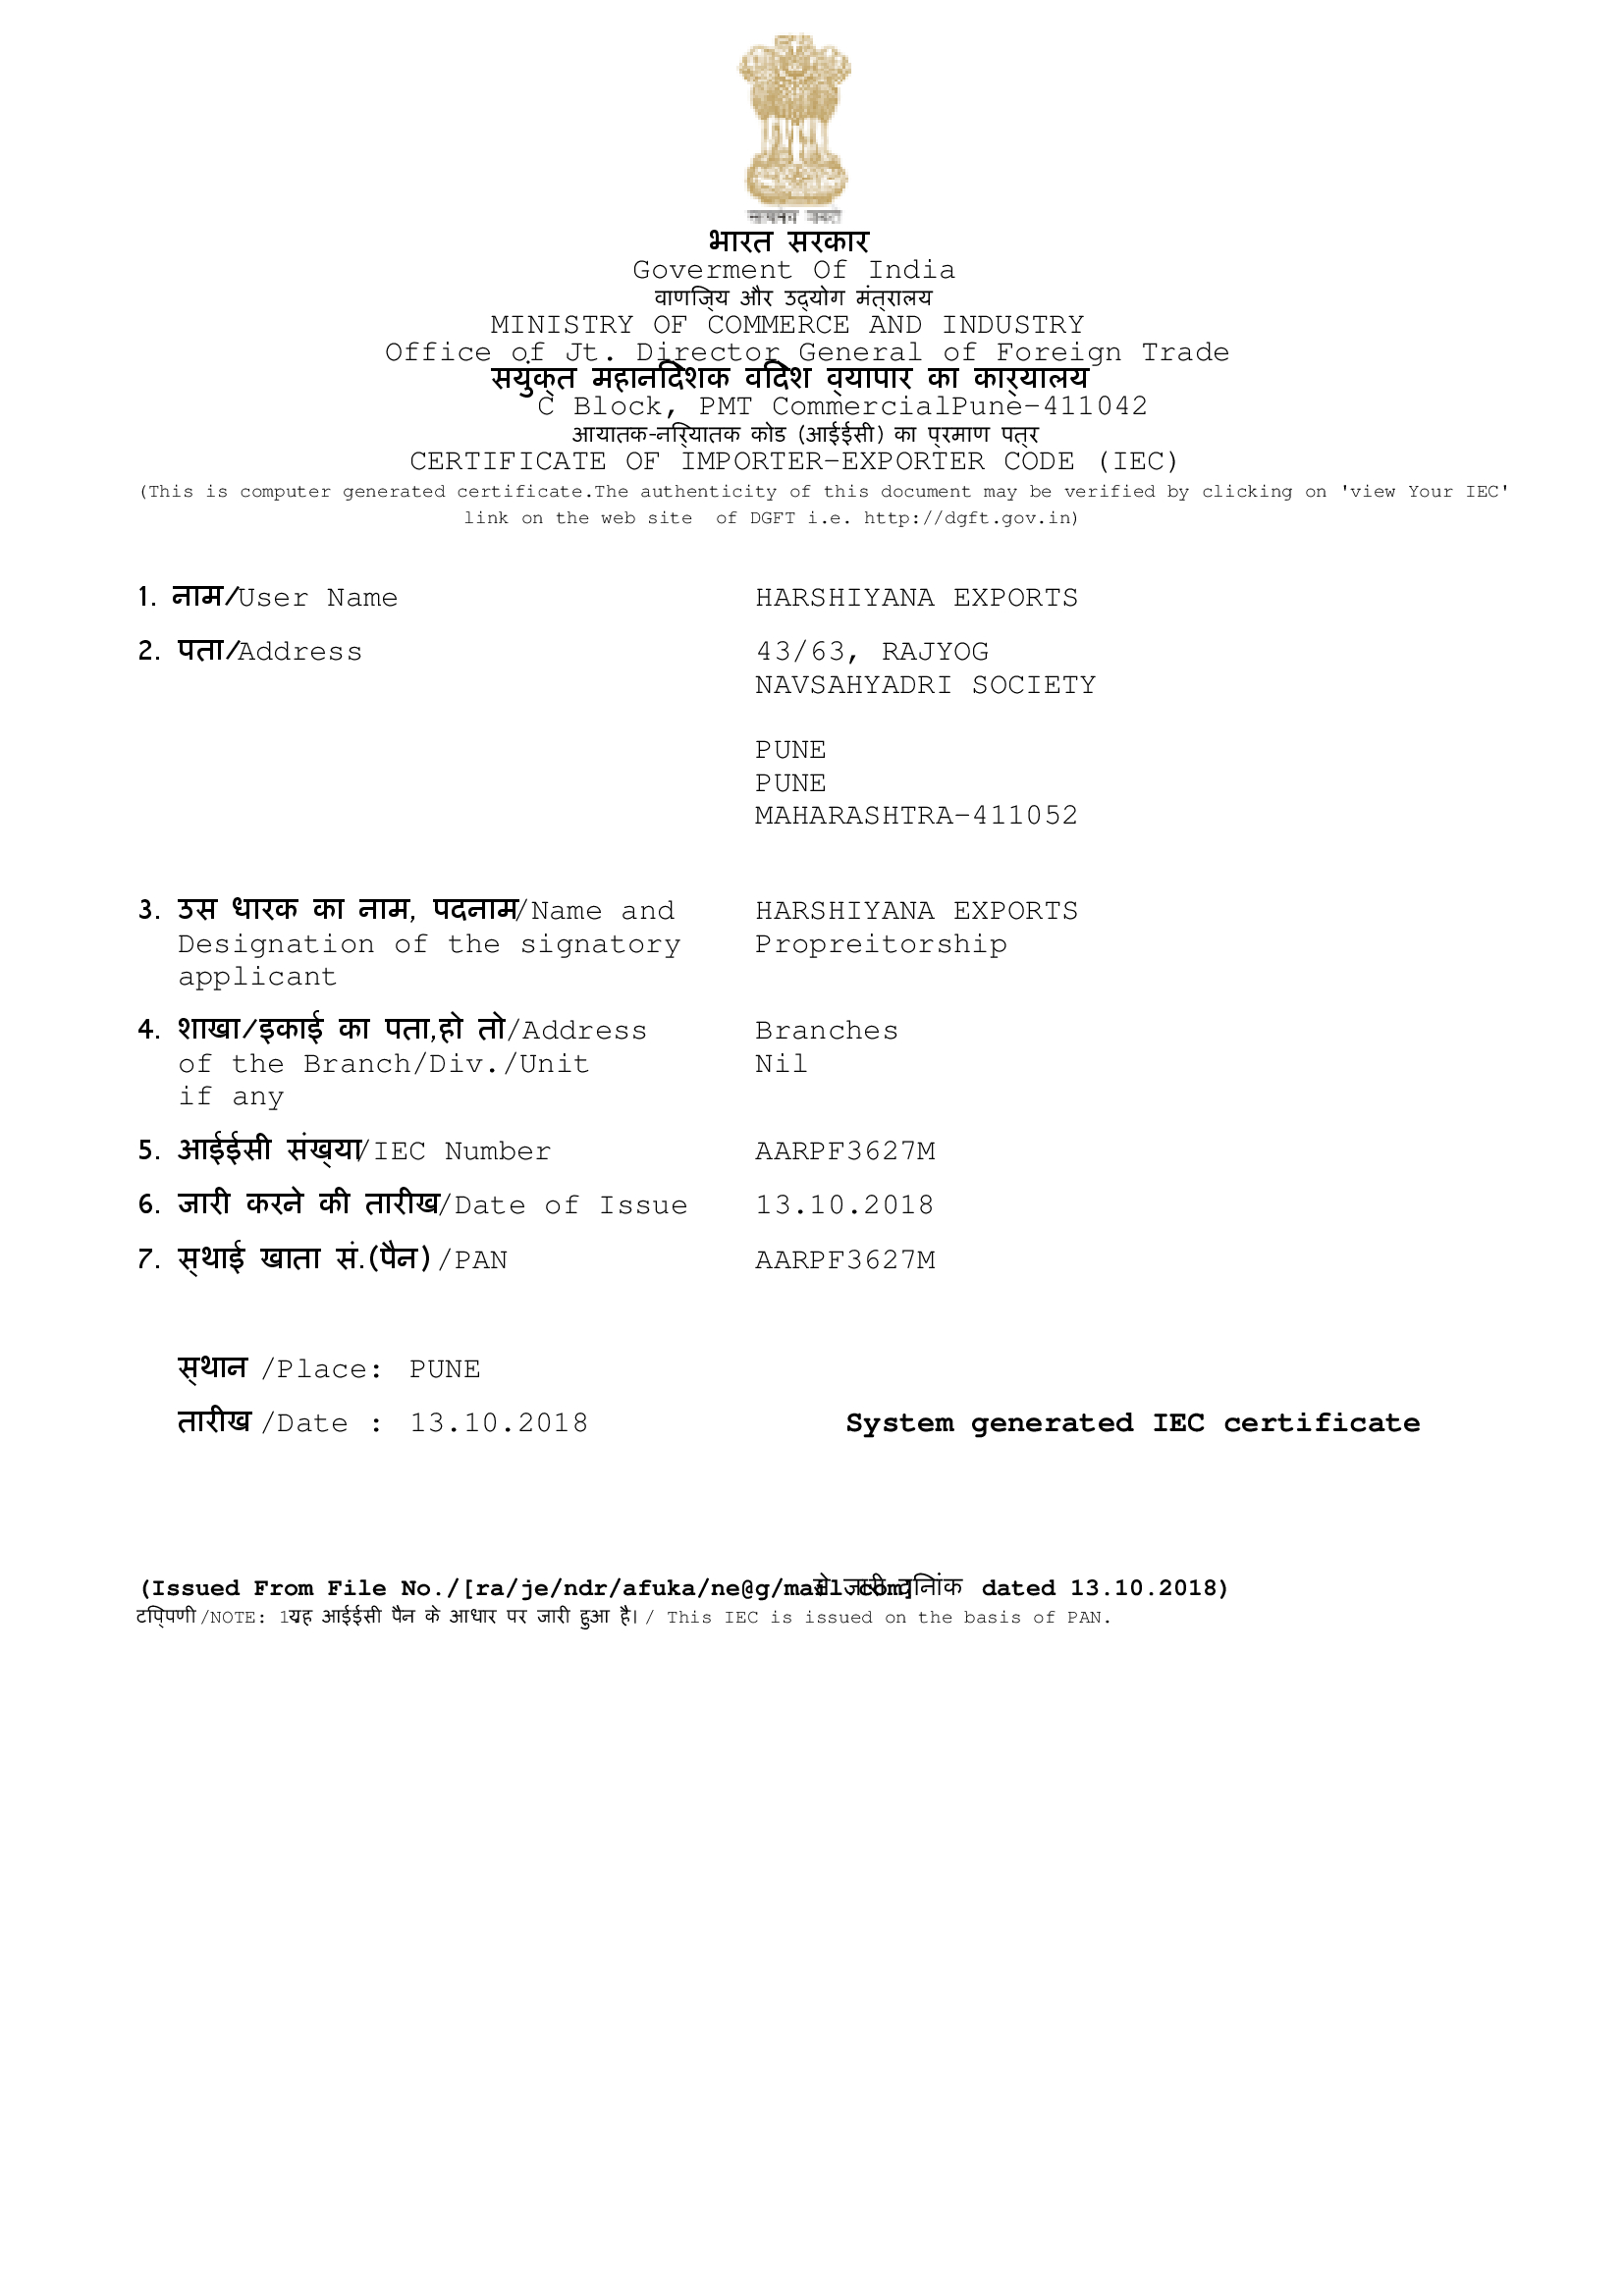 सत्यमेव जयते
भारत सरकार
Goverment Of India
वाणिज्य और उद्योग मंत्रालय
MINISTRY OF COMMERCE AND INDUSTRY
Office of Jt. Director General of Foreign Trade
सयुंक्त महानिदेशक विदेश व्यापार का कार्यालय
C Block, PMT CommercialPune-411042
आयातक-निर्यातक कोड (आईईसी) का प्रमाण पत्र
CERTIFICATE OF IMPORTER-EXPORTER CODE (IEC)
(This is computer generated certificate.The authenticity of this document may be verified by clicking on 'view Your IEC'
link on the web site of DGFT i.e. http://dgft.gov.in)
1. नाम/User Name HARSHIYANA EXPORTS
2. पता/Address 43/63, RAJYOG
NAVSAHYADRI SOCIETY
PUNE
PUNE
MAHARASHTRA-411052
3. उस धारक का नाम, पदनाम/Name and HARSHIYANA EXPORTS
Designation of the signatory Propreitorship
applicant
4. शाखा/इकाई का पता,हो तो/Address Branches
of the Branch/Div./Unit Nil
if any
5. आईईसी संख्या/IEC Number AARPF3627M
6. जारी करने की तारीख/Date of Issue 13.10.2018
7. स्थाई खाता सं.(पैन)/PAN AARPF3627M
स्थान /Place: PUNE
तारीख /Date : 13.10.2018 System generated IEC certificate
(Issued From File No./[ra/je/ndr/afuka/ne@g/mail com] से जारी दिनांक dated 13.10.2018)
टिप्पणी /NOTE: 1.यह आईईसी पैन के आधार पर जारी हुआ है। / This IEC is issued on the basis of PAN.